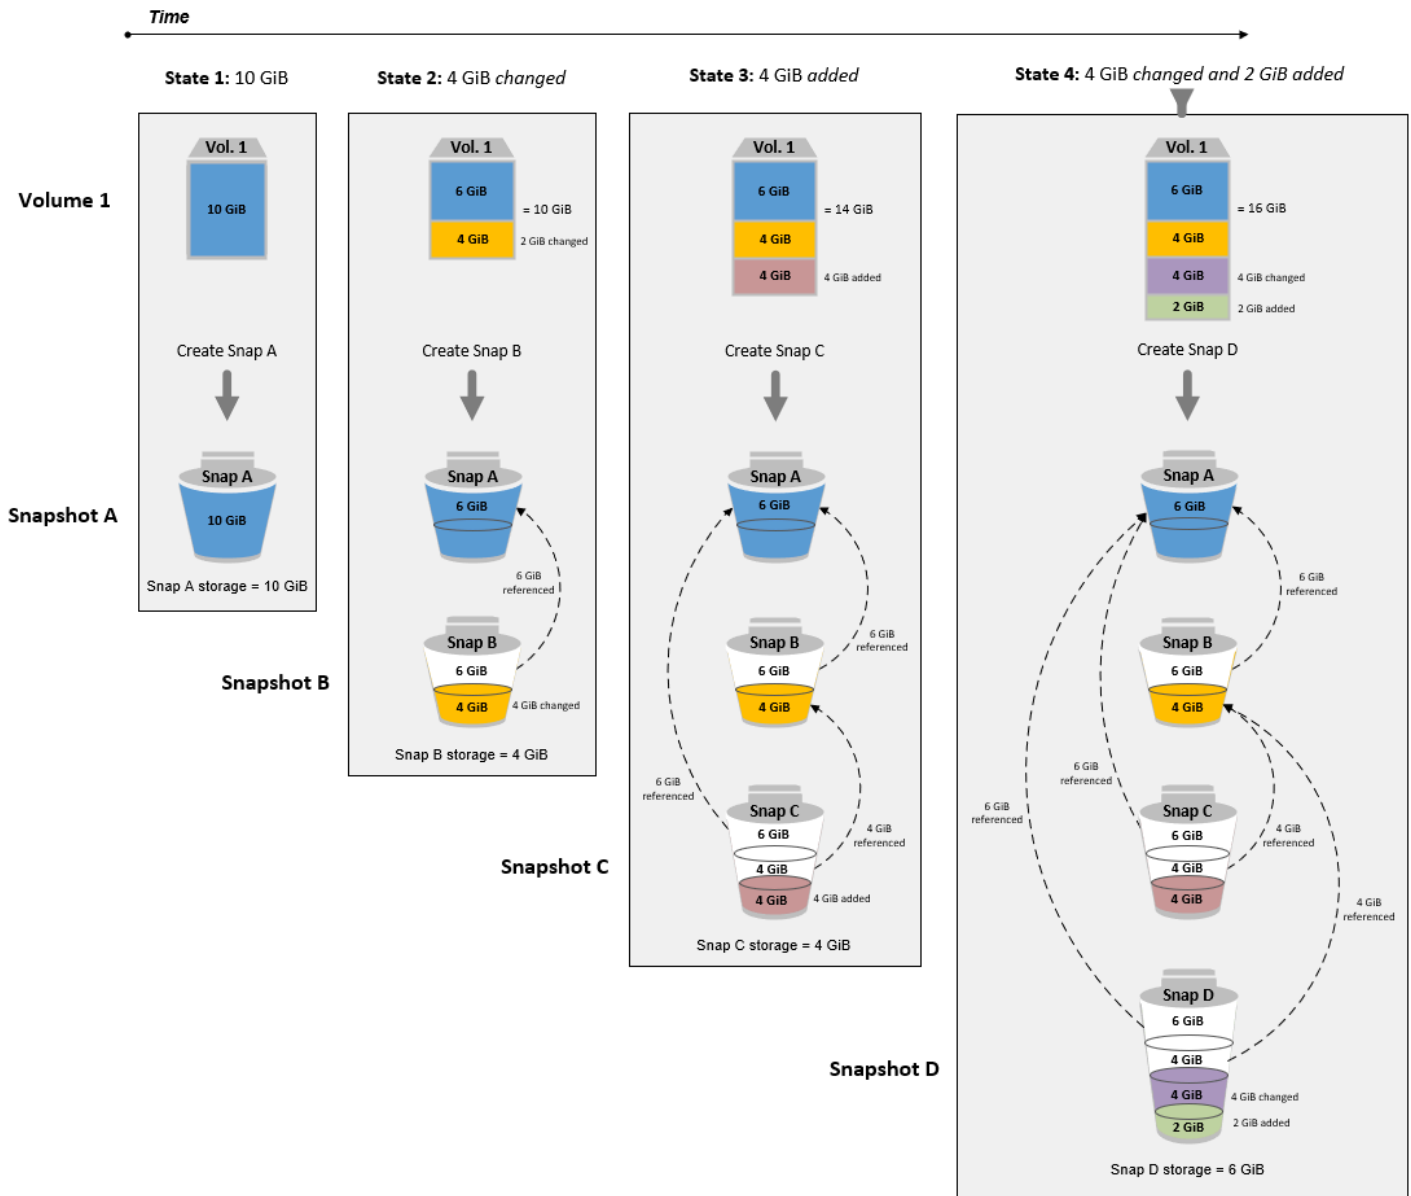 Time
State 1: 10 GiB
State 2: 4 GiB changed
State 3: 4 GiB added
State 4: 4 GiB changed and 2 GiB added
Volume 1
Vol. 1
10 GiB
Vol. 1
6 GiB
= 10 GiB
4 GiB
2 GiB changed
Vol. 1
6 GiB
= 14 GiB
4 GiB
4 GiB
4 GiB added
Vol. 1
6 GiB
= 16 GiB
4 GiB
4 GiB
4 GiB changed
2 GiB
2 GiB added
Create Snap A
Create Snap B
Create Snap C
Create Snap D
Snapshot A
Snap A
10 GiB
Snap A storage = 10 GiB
Snap A
6 GiB
6 GiB
referenced
Snap A
6 GiB
6 GiB
referenced
Snap A
6 GiB
6 GiB
referenced
Snapshot B
Snap B
6 GiB
4 GiB
4 GiB changed
Snap B storage = 4 GiB
Snap B
6 GiB
4 GiB
6 GiB
referenced
4 GiB
referenced
Snap B
6 GiB
4 GiB
6 GiB
referenced
6 GiB
referenced
4 GiB
referenced
4 GiB
referenced
Snapshot C
Snap C
6 GiB
4 GiB
4 GiB
4 GiB added
Snap C storage = 4 GiB
Snap C
6 GiB
4 GiB
4 GiB
Snapshot D
Snap D
6 GiB
4 GiB
4 GiB
4 GiB changed
2 GiB
2 GiB added
Snap D storage = 6 GiB